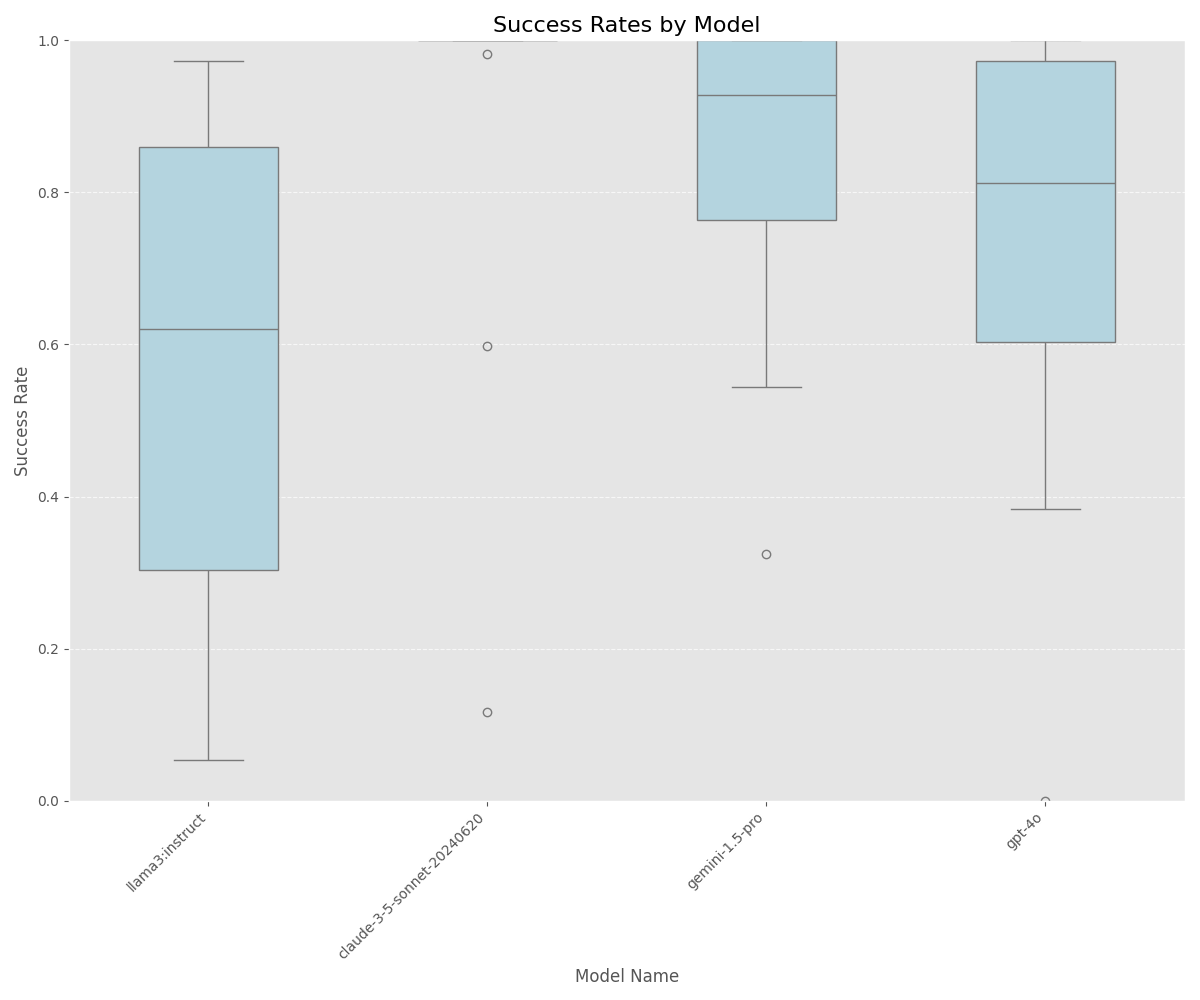 Success Rates by Model
1.0
0.8
0.6
0.4
0.2
0.0
Success Rate
llama3:instruct
claude-3-5-sonnet-20240620
gemini-1.5-pro
gpt-4o
Model Name